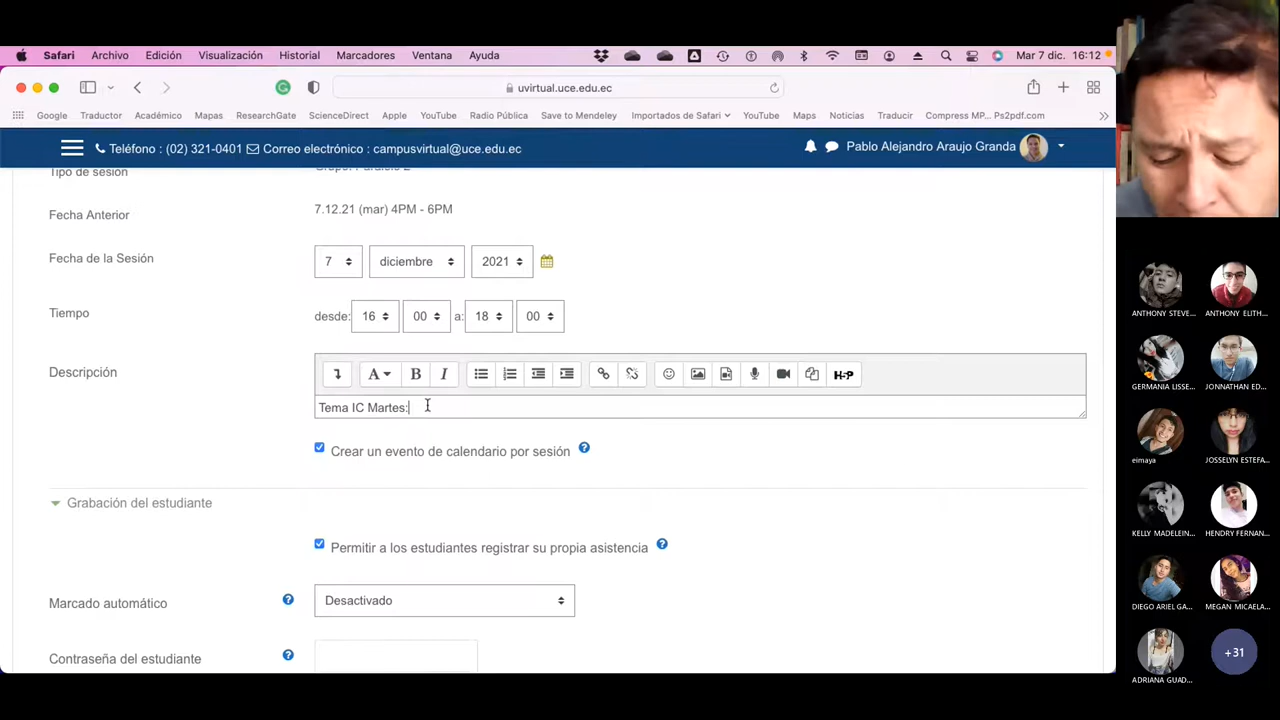 Safari Archivo Edición Visualización Historial Marcadores Ventana Ayuda Mar 7 dic. 16:12
uvirtual.uce.edu.ec
Google Traductor Académico Mapas ResearchGate ScienceDirect Apple YouTube Radio Pública Save to Mendeley Importados de Safari YouTube Maps Noticias Traducir Compress MP... Ps2pdf.com
Teléfono : (02) 321-0401 Correo electrónico : campusvirtual@uce.edu.ec Pablo Alejandro Araujo Granda
Tipo de sesión
Fecha Anterior 7.12.21 (mar) 4PM - 6PM
Fecha de la Sesión 7 diciembre 2021
Tiempo desde: 16 00 a: 18 00
Descripción A B I H-P
Tema IC Martes:
Crear un evento de calendario por sesión
Grabación del estudiante
Permitir a los estudiantes registrar su propia asistencia
Marcado automático Desactivado
Contraseña del estudiante
ANTHONY STEVE... ANTHONY ELITH...
GERMANIA LISSE... JONNATHAN ED...
eimaya JOSSELYN ESTEFA...
KELLY MADELEIN... HENDRY FERNAN...
DIEGO ARIEL GA... MEGAN MICAELA...
+31
ADRIANA GUAD...